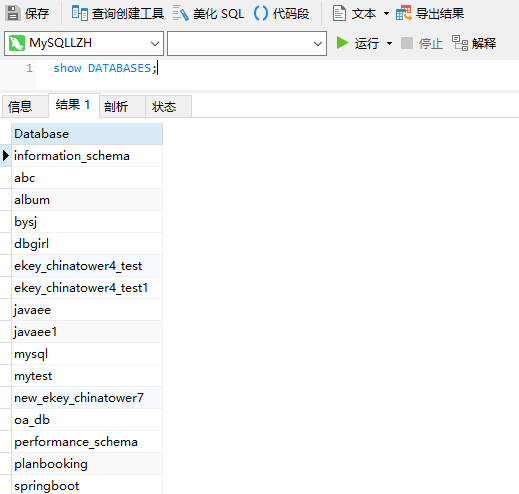 保存 查询创建工具 美化 SQL 代码段 文本 导出结果
MySQLLZH 运行 停止 解释
1 show DATABASES;
信息 结果 1 剖析 状态
Database
information_schema
abc
album
bysj
dbgirl
ekey_chinatower4_test
ekey_chinatower4_test1
javaee
javaee1
mysql
mytest
new_ekey_chinatower7
oa_db
performance_schema
planbooking
springboot